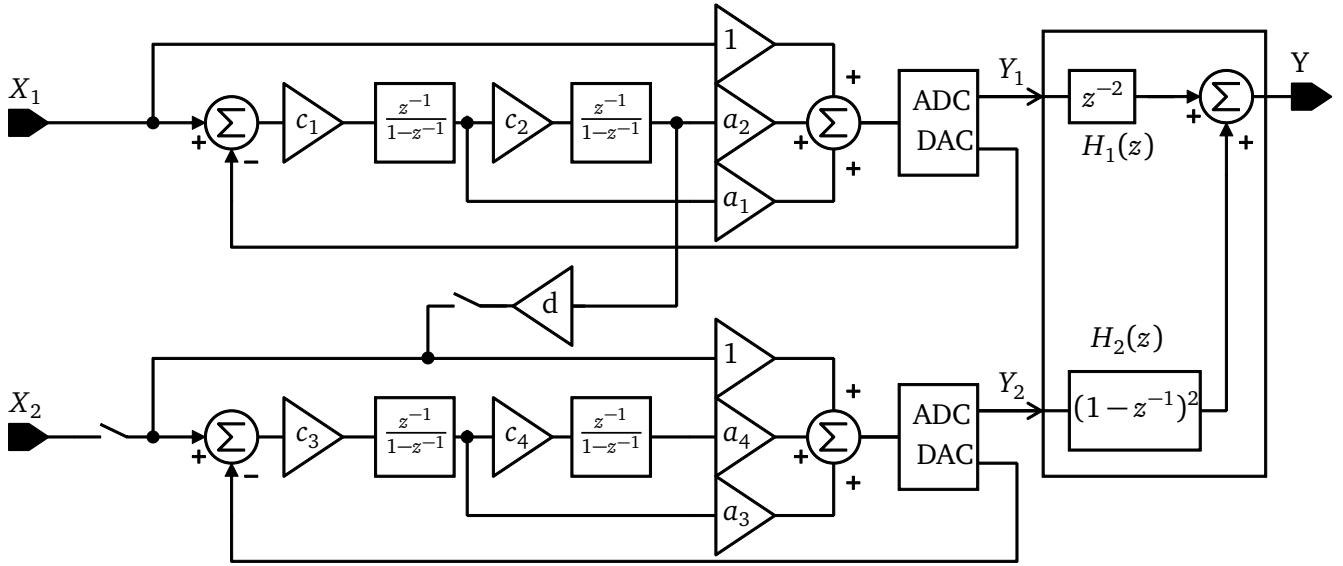 1
X₁
+
Σ
−
c₁
z⁻¹
1−z⁻¹
c₂
z⁻¹
1−z⁻¹
a₂
a₁
+
+
Σ
+
ADC
DAC
Y₁
z⁻²
H₁(z)
+
Σ
+
Y
d
1
X₂
+
Σ
−
c₃
z⁻¹
1−z⁻¹
c₄
z⁻¹
1−z⁻¹
a₄
a₃
+
+
Σ
+
ADC
DAC
Y₂
H₂(z)
(1−z⁻¹)²